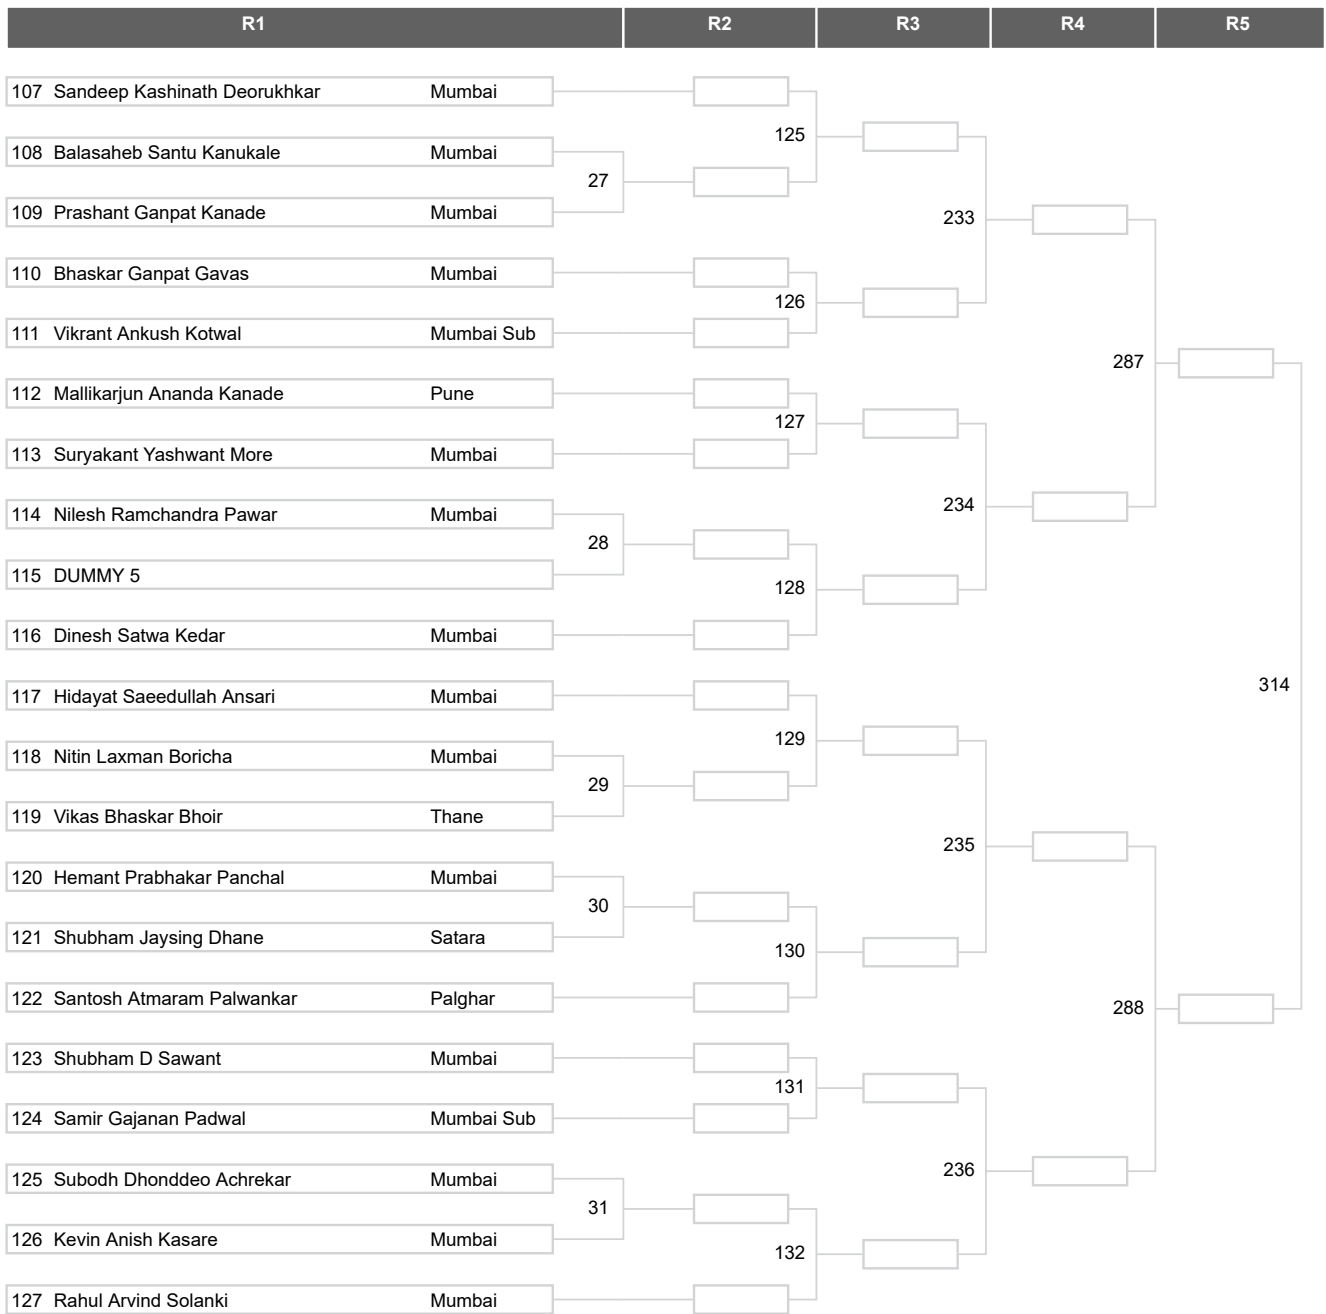 R1 R2 R3 R4 R5
107 Sandeep Kashinath Deorukhkar Mumbai
125
108 Balasaheb Santu Kanukale Mumbai
27
109 Prashant Ganpat Kanade Mumbai
233
110 Bhaskar Ganpat Gavas Mumbai
126
111 Vikrant Ankush Kotwal Mumbai Sub
287
112 Mallikarjun Ananda Kanade Pune
127
113 Suryakant Yashwant More Mumbai
234
114 Nilesh Ramchandra Pawar Mumbai
28
115 DUMMY 5
128
116 Dinesh Satwa Kedar Mumbai
314
117 Hidayat Saeedullah Ansari Mumbai
129
118 Nitin Laxman Boricha Mumbai
29
119 Vikas Bhaskar Bhoir Thane
235
120 Hemant Prabhakar Panchal Mumbai
30
121 Shubham Jaysing Dhane Satara
130
122 Santosh Atmaram Palwankar Palghar
288
123 Shubham D Sawant Mumbai
131
124 Samir Gajanan Padwal Mumbai Sub
236
125 Subodh Dhonddeo Achrekar Mumbai
31
126 Kevin Anish Kasare Mumbai
132
127 Rahul Arvind Solanki Mumbai